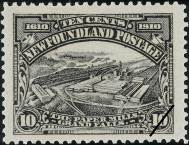 TEN CENTS
1610 1910
NEWFOUNDLAND POSTAGE
10 10